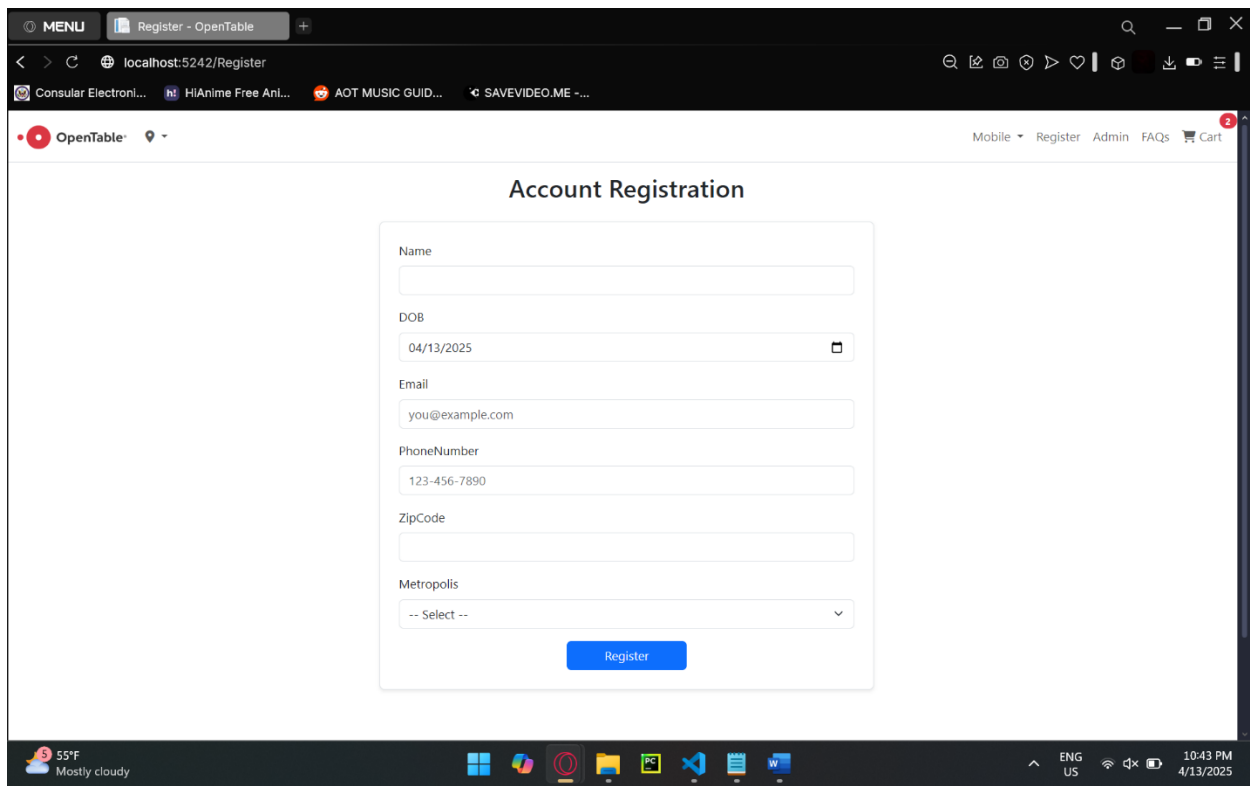 MENU Register - OpenTable
localhost:5242/Register
Consular Electroni... h! HiAnime Free Ani... AOT MUSIC GUID... SAVEVIDEO.ME -...
OpenTable Mobile Register Admin FAQs Cart 2
Account Registration
Name
DOB
04/13/2025
Email
you@example.com
PhoneNumber
123-456-7890
ZipCode
Metropolis
-- Select --
Register
5 55°F PC W ENG 10:43 PM
Mostly cloudy US 4/13/2025